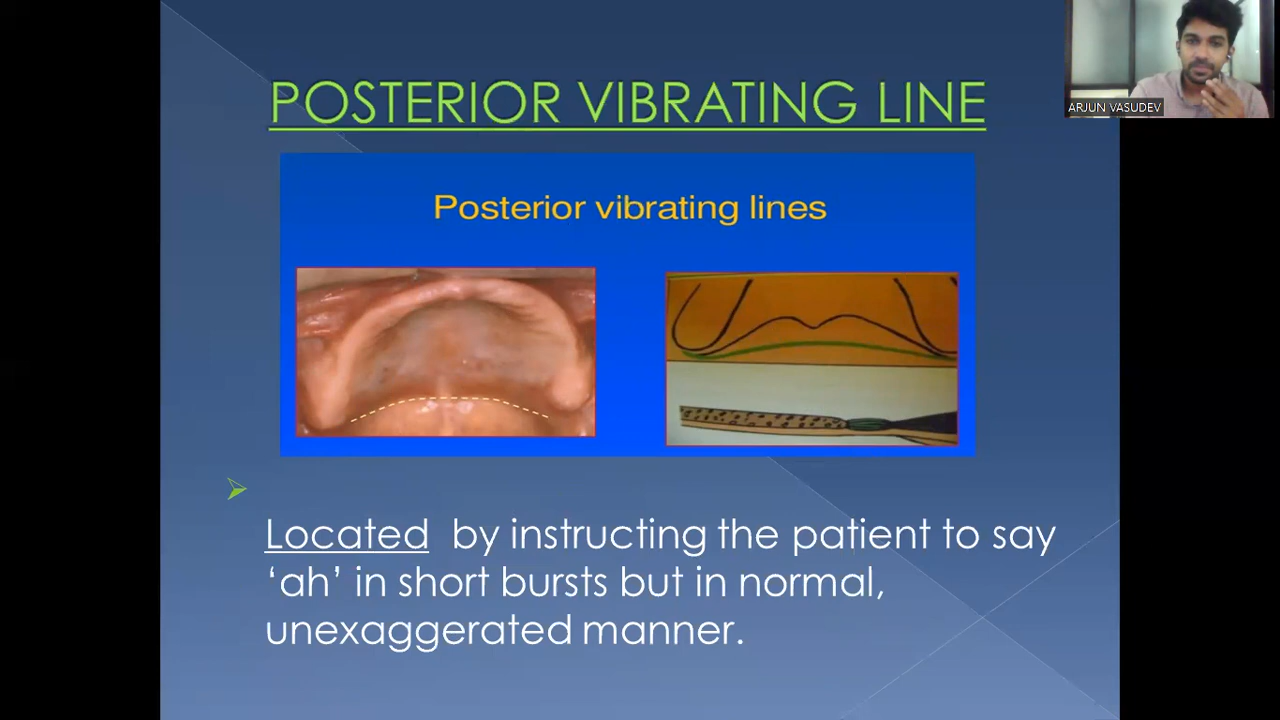 POSTERIOR VIBRATING LINE
ARJUN VASUDEV
Posterior vibrating lines
Located by instructing the patient to say
‘ah’ in short bursts but in normal,
unexaggerated manner.